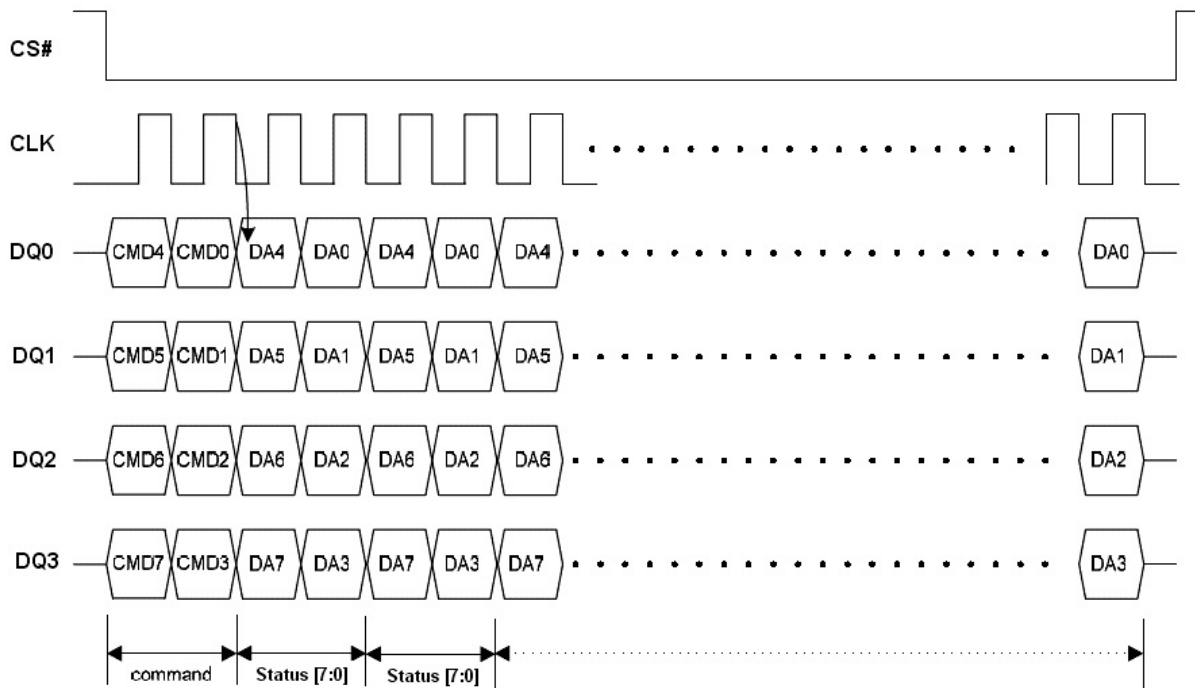 CS#
CLK
DQ0 CMD4 CMD0 DA4 DA0 DA4 DA0 DA4 DA0
DQ1 CMD5 CMD1 DA5 DA1 DA5 DA1 DA5 DA1
DQ2 CMD6 CMD2 DA6 DA2 DA6 DA2 DA6 DA2
DQ3 CMD7 CMD3 DA7 DA3 DA7 DA3 DA7 DA3
command Status [7:0] Status [7:0]